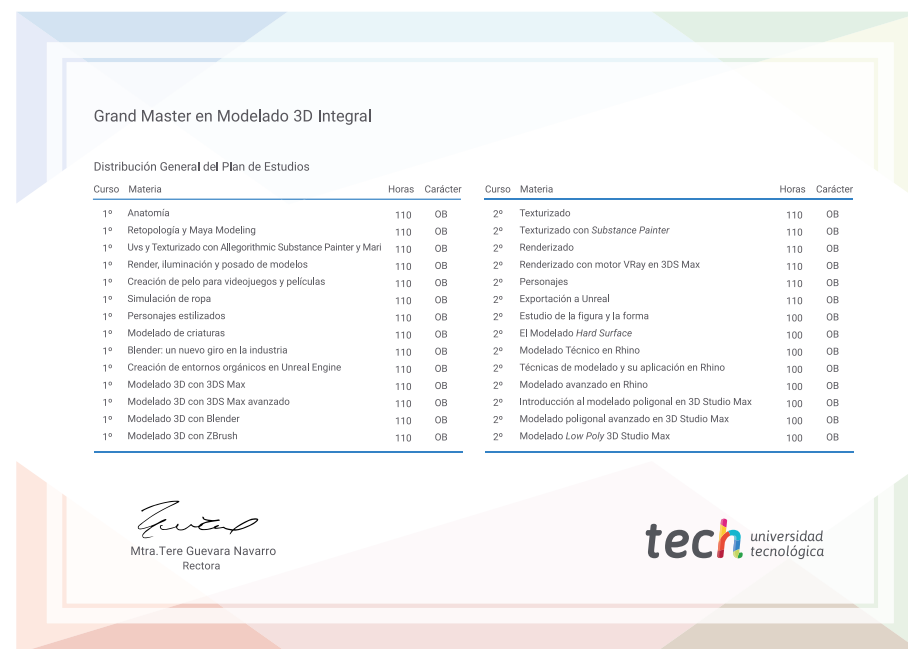 Grand Master en Modelado 3D Integral
Distribución General del Plan de Estudios
Curso Materia Horas Carácter
1º Anatomía 110 OB
1º Retopología y Maya Modeling 110 OB
1º Uvs y Texturizado con Allegorithmic Substance Painter y Mari 110 OB
1º Render, iluminación y posado de modelos 110 OB
1º Creación de pelo para videojuegos y películas 110 OB
1º Simulación de ropa 110 OB
1º Personajes estilizados 110 OB
1º Modelado de criaturas 110 OB
1º Blender: un nuevo giro en la industria 110 OB
1º Creación de entornos orgánicos en Unreal Engine 110 OB
1º Modelado 3D con 3DS Max 110 OB
1º Modelado 3D con 3DS Max avanzado 110 OB
1º Modelado 3D con Blender 110 OB
1º Modelado 3D con ZBrush 110 OB
Curso Materia Horas Carácter
2º Texturizado 110 OB
2º Texturizado con Substance Painter 110 OB
2º Renderizado 110 OB
2º Renderizado con motor VRay en 3DS Max 110 OB
2º Personajes 110 OB
2º Exportación a Unreal 110 OB
2º Estudio de la figura y la forma 100 OB
2º El Modelado Hard Surface 100 OB
2º Modelado Técnico en Rhino 100 OB
2º Técnicas de modelado y su aplicación en Rhino 100 OB
2º Modelado avanzado en Rhino 100 OB
2º Introducción al modelado poligonal en 3D Studio Max 100 OB
2º Modelado poligonal avanzado en 3D Studio Max 100 OB
2º Modelado Low Poly 3D Studio Max 100 OB
Mtra.Tere Guevara Navarro
Rectora
tech universidad
tecnológica